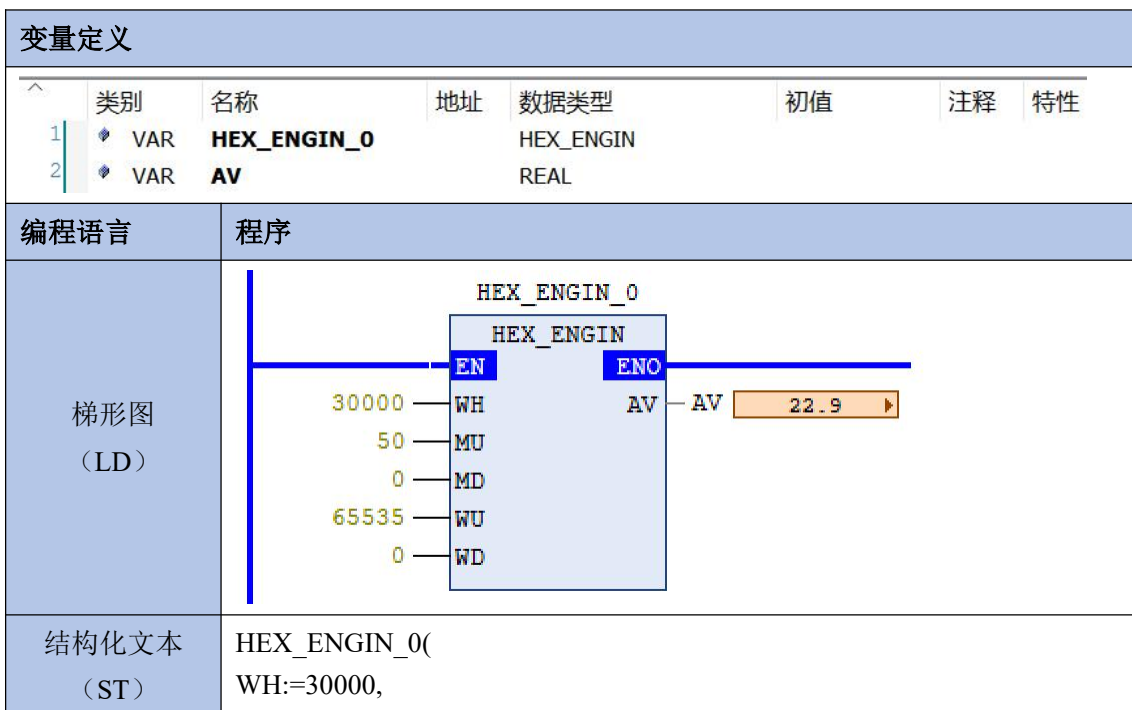 变量定义
类别 名称 地址 数据类型 初值 注释 特性
1 VAR HEX_ENGIN_0 HEX_ENGIN
2 VAR AV REAL
编程语言 程序
梯形图
（LD）
HEX_ENGIN_0
HEX_ENGIN
EN ENO
30000 WH AV AV 22.9
50 MU
0 MD
65535 WU
0 WD
结构化文本
（ST）
HEX_ENGIN_0(
WH:=30000,